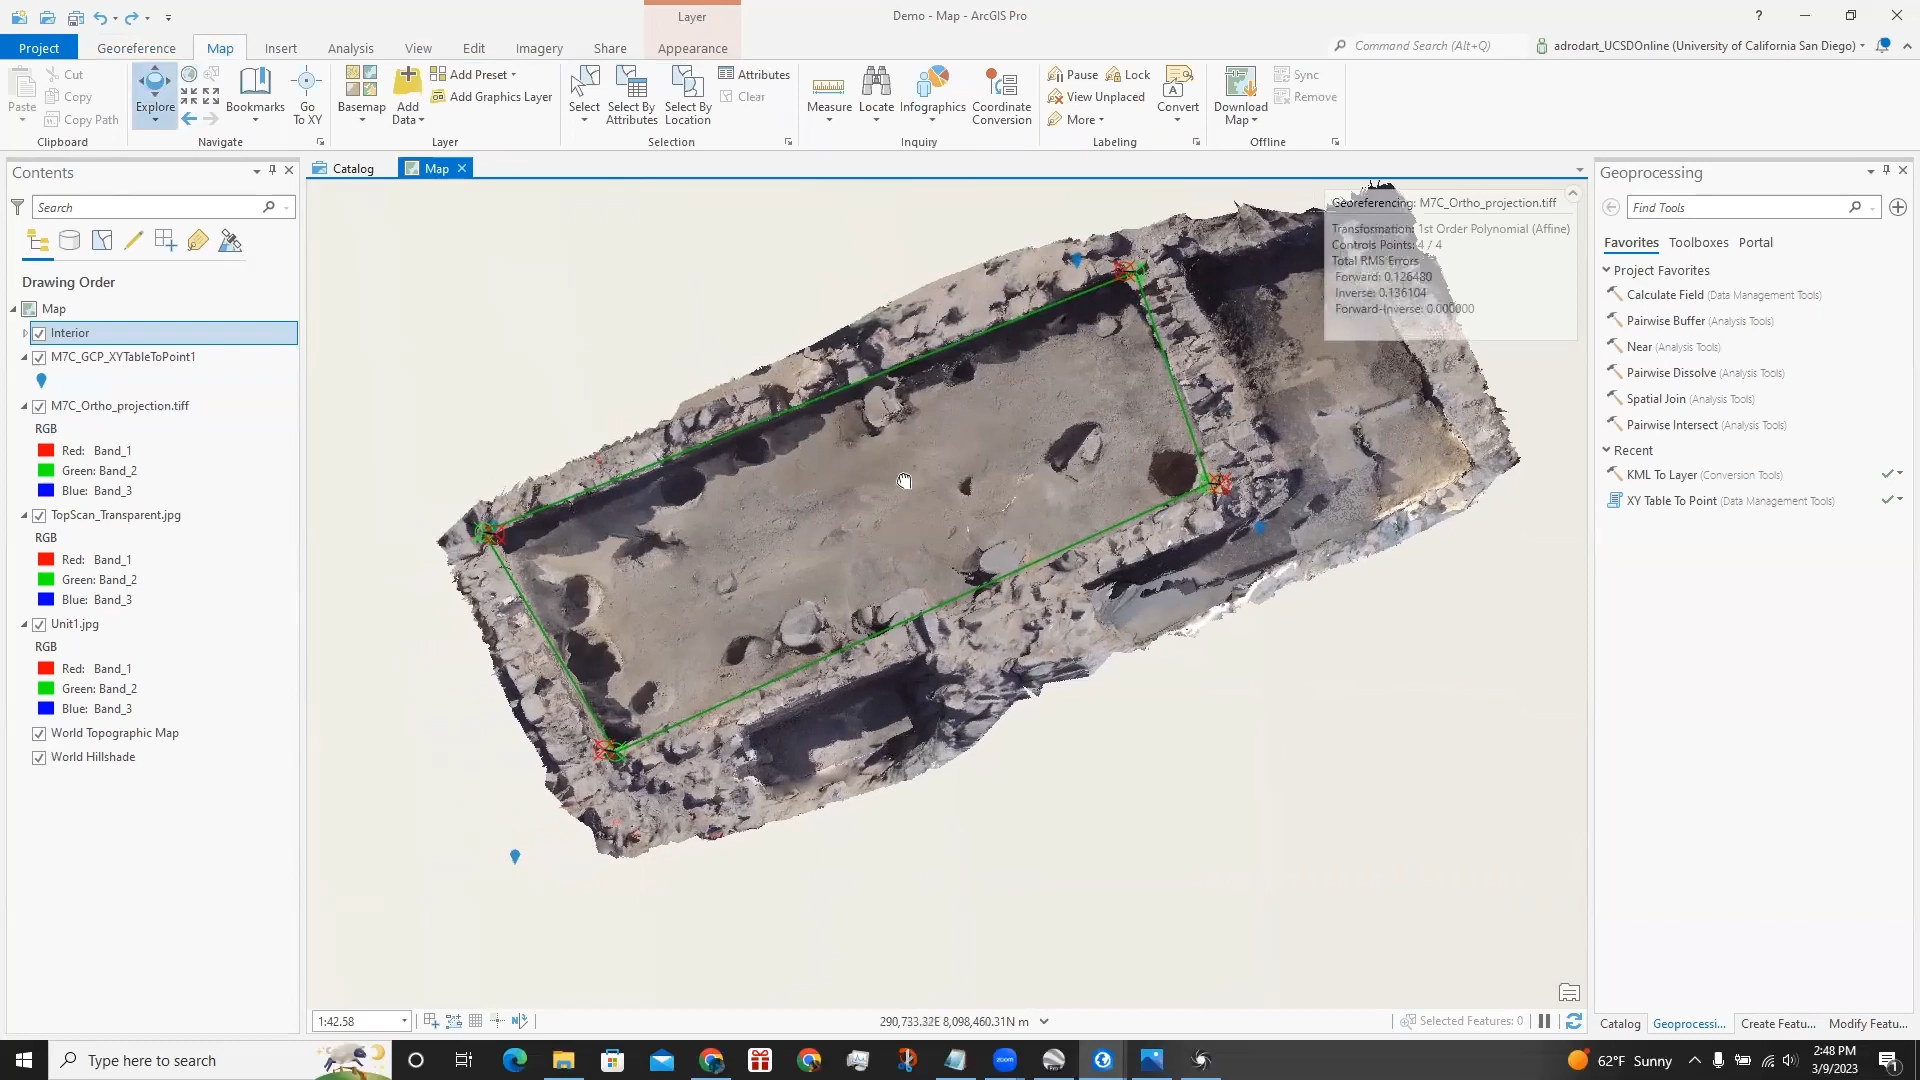 Layer
Demo - Map - ArcGIS Pro
?
Project
Georeference
Map
Insert
Analysis
View
Edit
Imagery
Share
Appearance
Command Search (Alt+Q)
adrodart_UCSDOnline (University of California San Diego)
Paste
Cut
Copy
Copy Path
Clipboard
Explore
Bookmarks
Go
To XY
Navigate
Basemap
Add
Data
Add Preset
Add Graphics Layer
Layer
Select
Select By
Attributes
Select By
Location
Attributes
Clear
Selection
Measure
Locate
Infographics
Coordinate
Conversion
Inquiry
Pause
Lock
View Unplaced
More
Convert
Labeling
Download
Map
Sync
Remove
Offline
Contents
Search
Drawing Order
Map
Interior
M7C_GCP_XYTableToPoint1
M7C_Ortho_projection.tiff
RGB
Red: Band_1
Green: Band_2
Blue: Band_3
TopScan_Transparent.jpg
RGB
Red: Band_1
Green: Band_2
Blue: Band_3
Unit1.jpg
RGB
Red: Band_1
Green: Band_2
Blue: Band_3
World Topographic Map
World Hillshade
Catalog
Map
Georeferencing: M7C_Ortho_projection.tiff
Transformation: 1st Order Polynomial (Affine)
Controls Points: 4 / 4
Total RMS Errors
Forward: 0.126480
Inverse: 0.136104
Forward-Inverse: 0.000000
1:42.58
290,733.32E 8,098,460.31N m
Selected Features: 0
Geoprocessing
Find Tools
Favorites
Toolboxes
Portal
Project Favorites
Calculate Field (Data Management Tools)
Pairwise Buffer (Analysis Tools)
Near (Analysis Tools)
Pairwise Dissolve (Analysis Tools)
Spatial Join (Analysis Tools)
Pairwise Intersect (Analysis Tools)
Recent
KML To Layer (Conversion Tools)
XY Table To Point (Data Management Tools)
Catalog
Geoprocessi...
Create Featu...
Modify Featu...
Type here to search
zoom
62°F Sunny
2:48 PM
3/9/2023
1